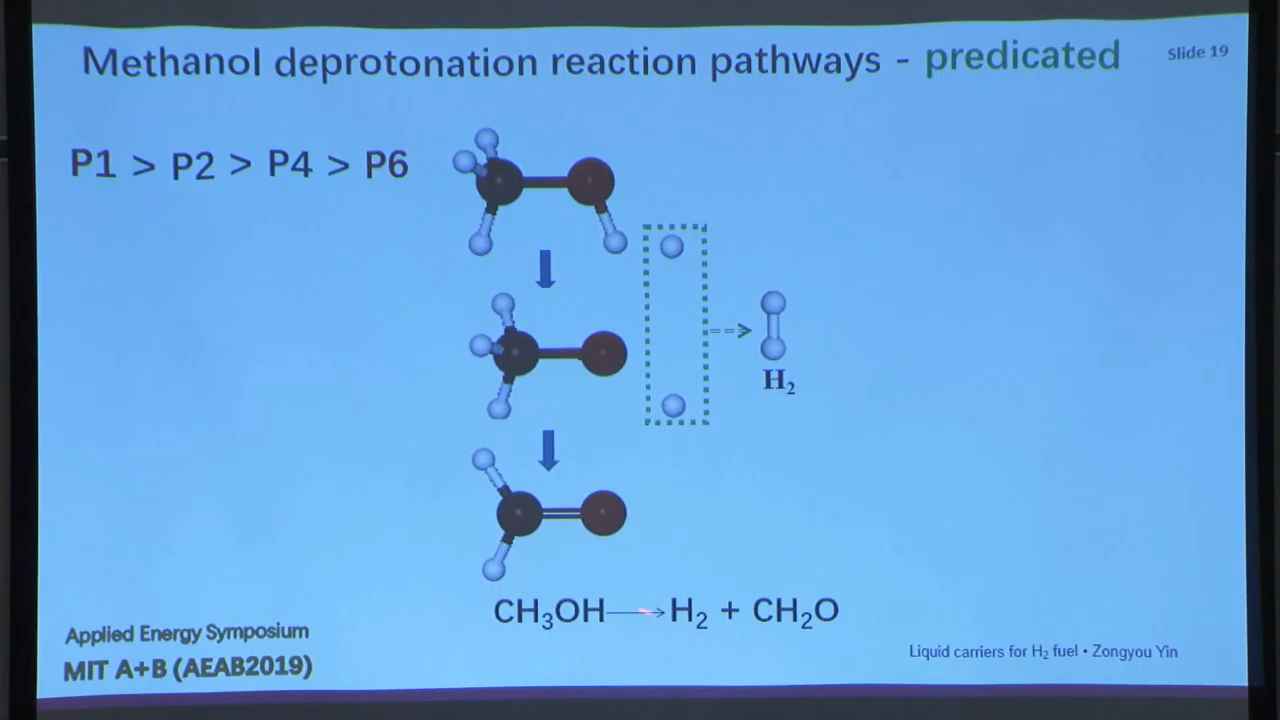 Methanol deprotonation reaction pathways - predicated
Slide 19
P1 > P2 > P4 > P6
H₂
CH₃OH⟶H₂ + CH₂O
Applied Energy Symposium
MIT A+B (AEAB2019)
Liquid carriers for H₂ fuel • Zongyou Yin